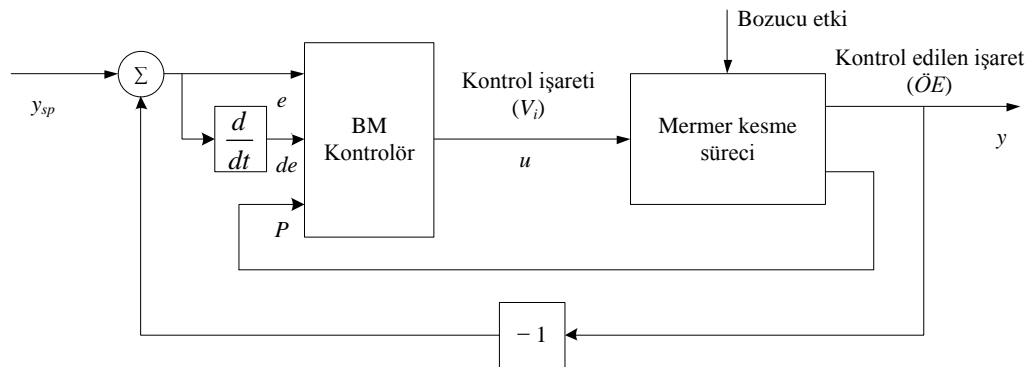 Bozucu etki
Kontrol edilen işaret
(ÖE)
Σ
y_sp
e
Kontrol işareti
(V_i)
BM
Kontrolör
Mermer kesme
süreci
d
dt
de
u
y
P
− 1